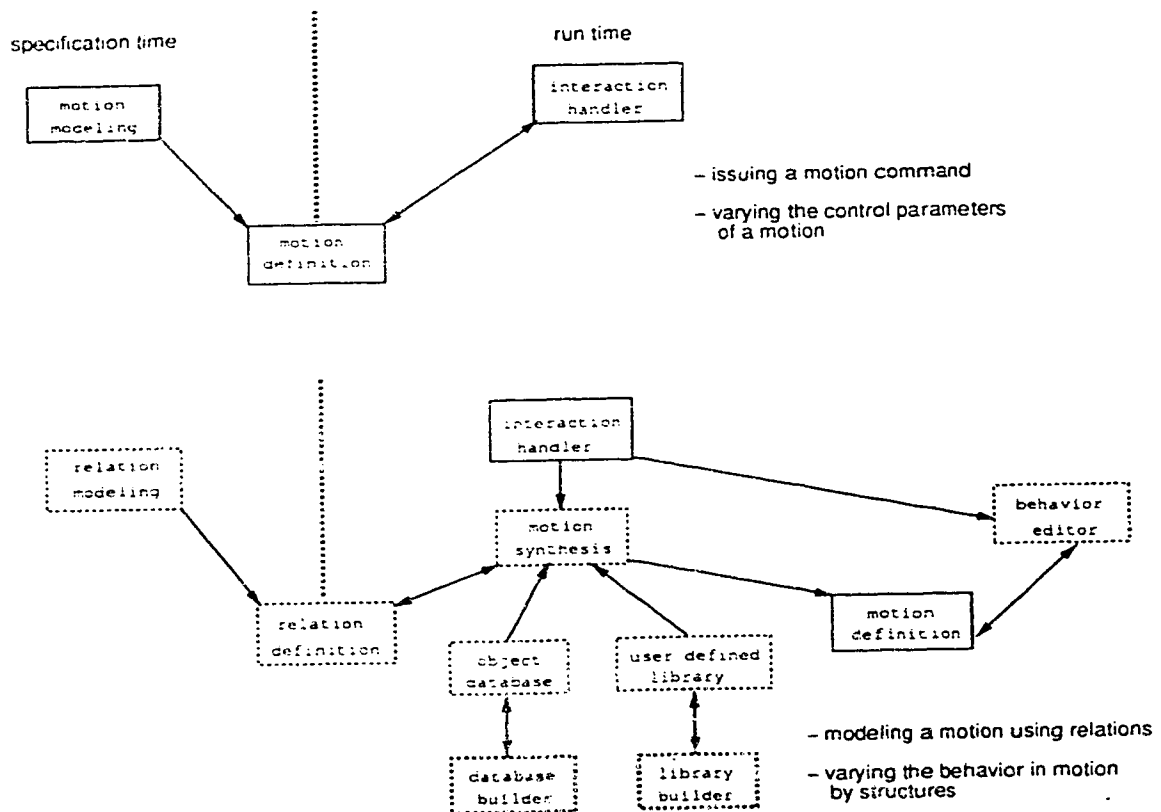 specification time
run time
motion
modeling
interaction
handler
motion
definition
– issuing a motion command
– varying the control parameters
of a motion
interaction
handler
relation
modeling
motion
synthesis
behavior
editor
relation
definition
object
database
user defined
library
motion
definition
database
builder
library
builder
– modeling a motion using relations
– varying the behavior in motion
by structures